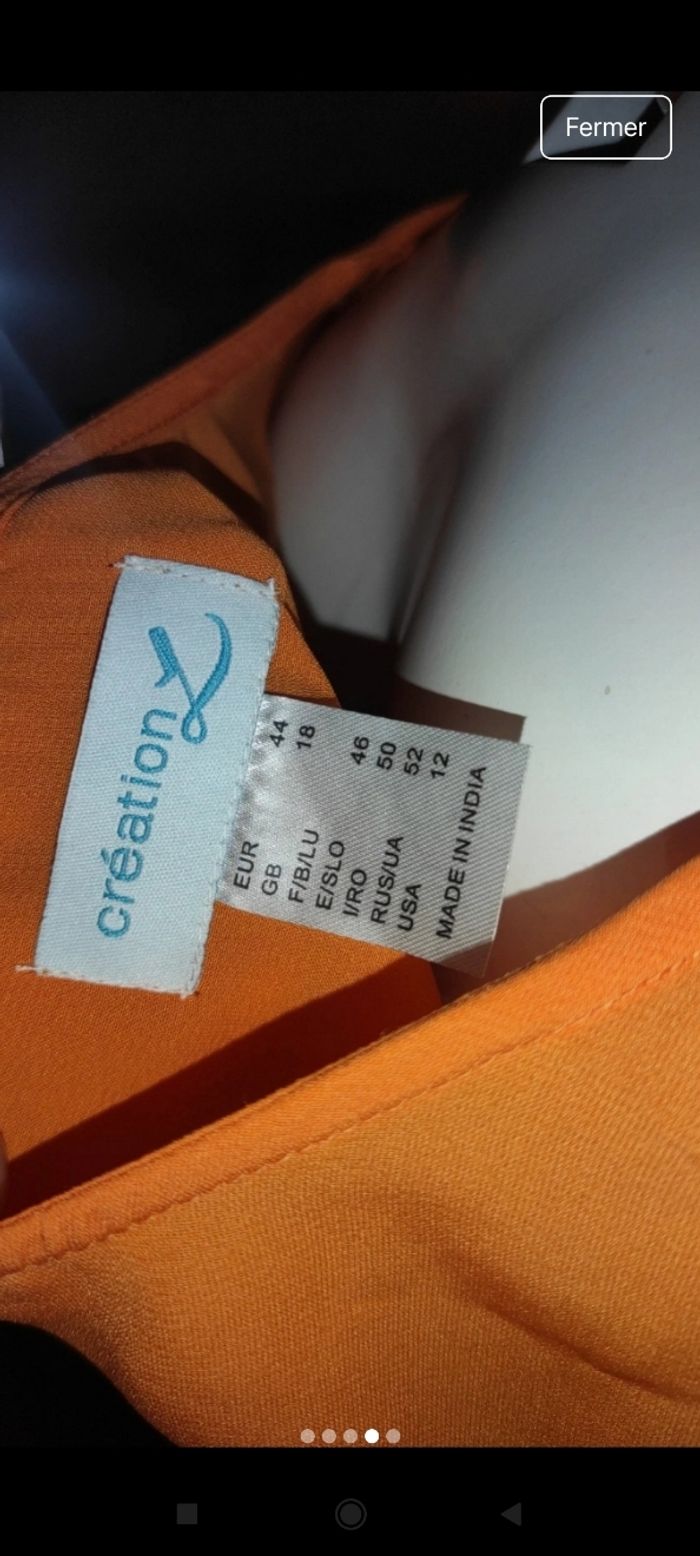 Fermer
création L
EUR 44
GB 18
F/B/LU
E/SLO 46
I/RO 50
RUS/UA 52
USA 12
MADE IN INDIA